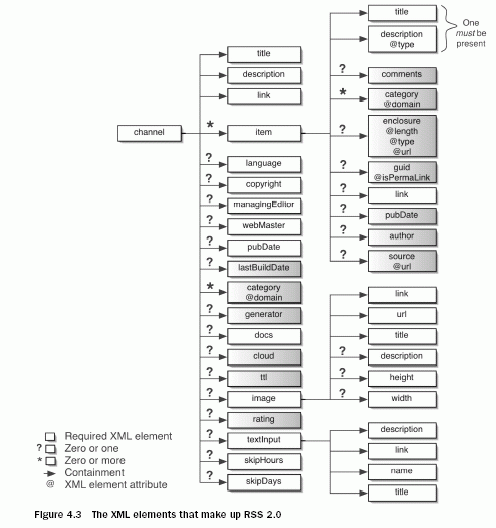 title
description
@type
One
must be
present
title
description
link
?
comments
*
category
@domain
channel
*
item
?
enclosure
@length
@type
@url
?
language
?
guid
@isPermaLink
?
copyright
?
link
?
managingEditor
?
pubDate
?
webMaster
?
author
?
pubDate
?
source
@url
?
lastBuildDate
*
category
@domain
link
?
generator
url
?
docs
title
?
cloud
?
description
?
ttl
?
height
?
image
?
width
?
rating
?
textInput
description
?
skipHours
link
?
skipDays
name
title
Required XML element
? Zero or one
* Zero or more
Containment
@ XML element attribute
Figure 4.3 The XML elements that make up RSS 2.0